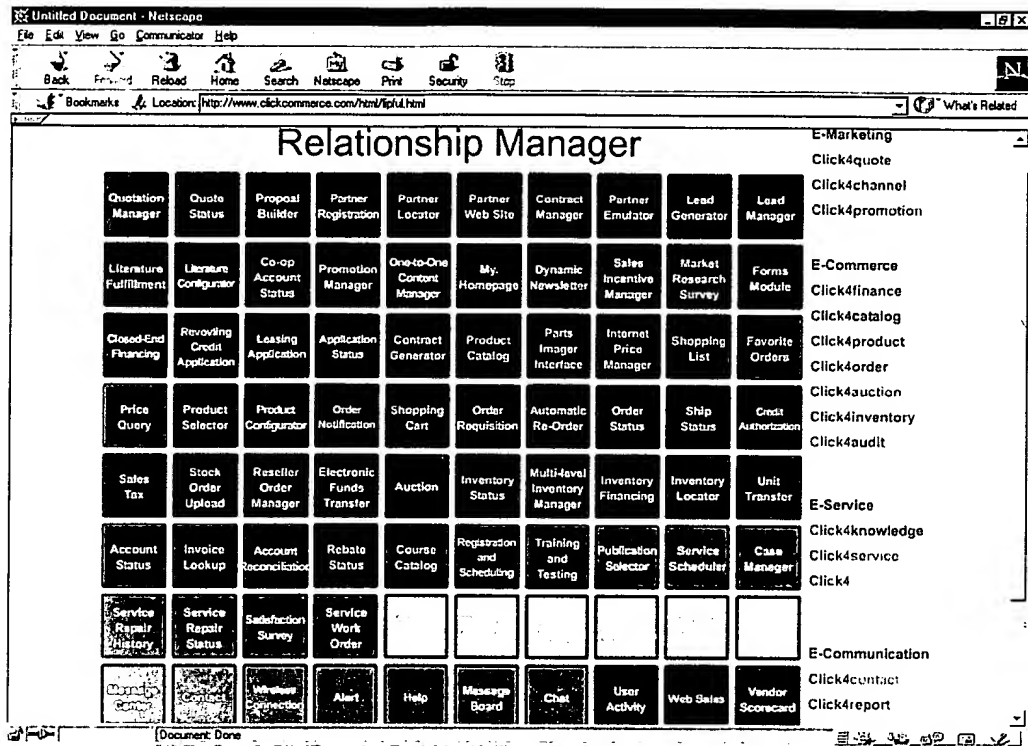 Untitled Document - Netscape
File Edit View Go Communicator Help
Back Forward Reload Home Search Netscape Print Security Stop
N
Bookmarks Location: http://www.clickcommerce.com/html/lipful.html What's Related
Relationship Manager
Quotation Manager
Quote Status
Proposal Builder
Partner Registration
Partner Locator
Partner Web Site
Contract Manager
Partner Emulator
Lead Generator
Lead Manager
Literature Fulfillment
Literature Configurator
Co-op Account Status
Promotion Manager
One-to-One Content Manager
My. Homepage
Dynamic Newsletter
Sales Incentive Manager
Market Research Survey
Forms Module
Closed-End Financing
Revovling Credit Application
Leasing Application
Application Status
Contract Generator
Product Catalog
Parts Imager Interface
Internet Price Manager
Shopping List
Favorite Orders
Price Query
Product Selector
Product Configurator
Order Notification
Shopping Cart
Order Requisition
Automatic Re-Order
Order Status
Ship Status
Credit Authorization
Sales Tax
Stock Order Upload
Reseller Order Manager
Electronic Funds Transfer
Auction
Inventory Status
Multi-level Inventory Manager
Inventory Financing
Inventory Locator
Unit Transfer
Account Status
Invoice Lookup
Account Reconciliation
Rebate Status
Course Catalog
Registration and Scheduling
Training and Testing
Publication Selector
Service Scheduler
Case Manager
Service Repair History
Service Repair Status
Satisfaction Survey
Service Work Order
Message Center
Contact
Wireless Connection
Alert
Help
Message Board
Chat
User Activity
Web Sales
Vendor Scorecard
E-Marketing
Click4quote
Click4channel
Click4promotion
E-Commerce
Click4finance
Click4catalog
Click4product
Click4order
Click4auction
Click4inventory
Click4audit
E-Service
Click4knowledge
Click4service
Click4
E-Communication
Click4contact
Click4report
Document: Done